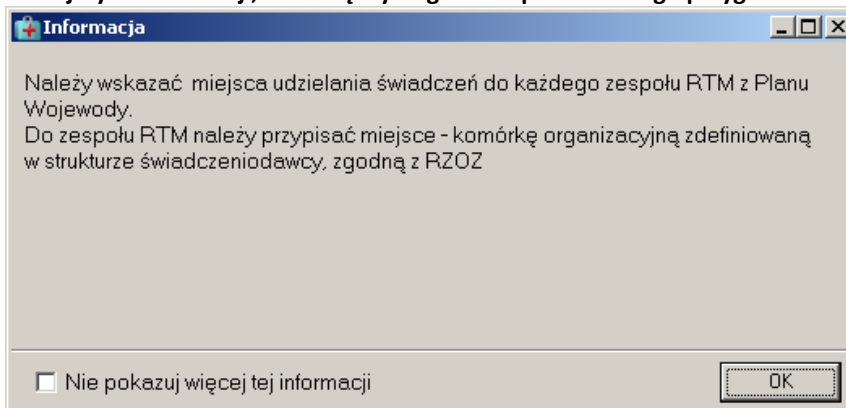 Informacja
Należy wskazać miejsca udzielania świadczeń do każdego zespołu RTM z Planu
Wojewody.
Do zespołu RTM należy przypisać miejsce - komórkę organizacyjną zdefiniowaną
w strukturze świadczeniodawcy, zgodną z RZOZ
Nie pokazuj więcej tej informacji
OK